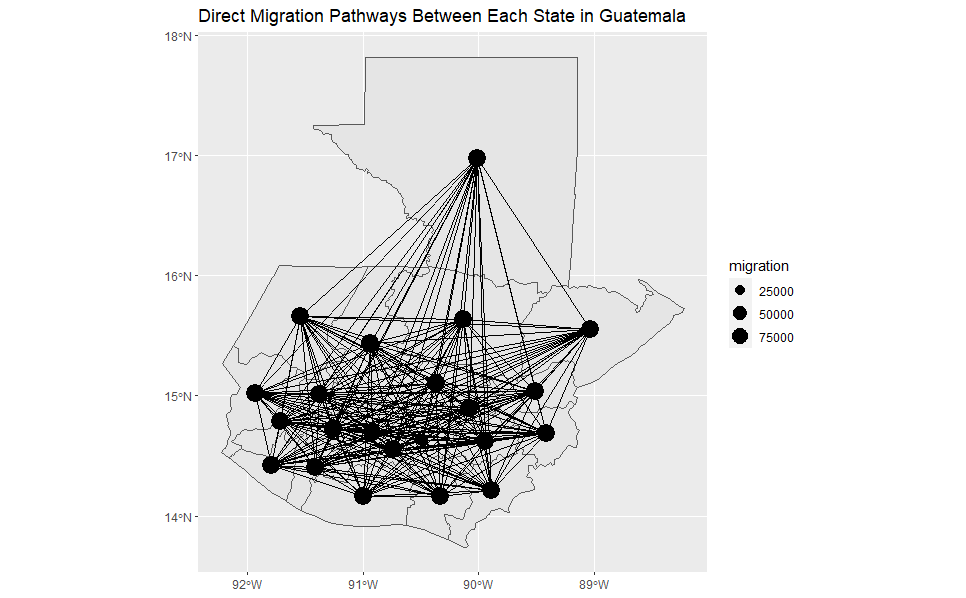 Direct Migration Pathways Between Each State in Guatemala
18°N
17°N
16°N
15°N
14°N
92°W
91°W
90°W
89°W
migration
25000
50000
75000